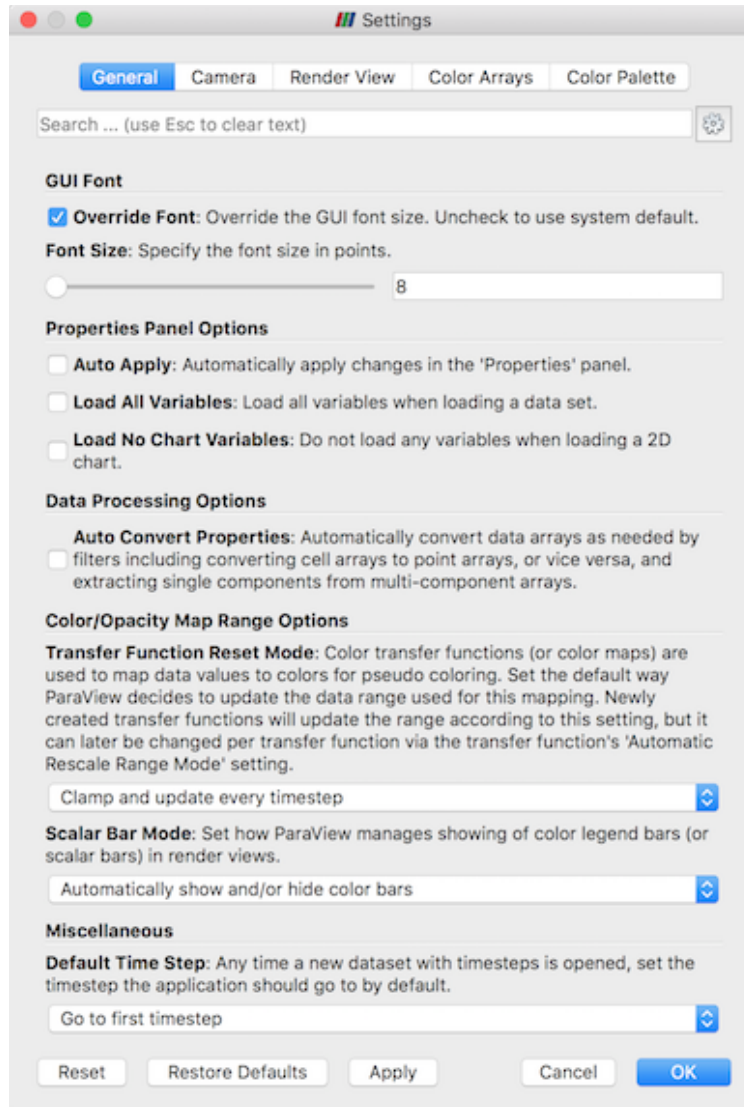 Settings
General Camera Render View Color Arrays Color Palette
Search ... (use Esc to clear text)
GUI Font
Override Font: Override the GUI font size. Uncheck to use system default.
Font Size: Specify the font size in points.
8
Properties Panel Options
Auto Apply: Automatically apply changes in the 'Properties' panel.
Load All Variables: Load all variables when loading a data set.
Load No Chart Variables: Do not load any variables when loading a 2D
chart.
Data Processing Options
Auto Convert Properties: Automatically convert data arrays as needed by
filters including converting cell arrays to point arrays, or vice versa, and
extracting single components from multi-component arrays.
Color/Opacity Map Range Options
Transfer Function Reset Mode: Color transfer functions (or color maps) are
used to map data values to colors for pseudo coloring. Set the default way
ParaView decides to update the data range used for this mapping. Newly
created transfer functions will update the range according to this setting, but it
can later be changed per transfer function via the transfer function's 'Automatic
Rescale Range Mode' setting.
Clamp and update every timestep
Scalar Bar Mode: Set how ParaView manages showing of color legend bars (or
scalar bars) in render views.
Automatically show and/or hide color bars
Miscellaneous
Default Time Step: Any time a new dataset with timesteps is opened, set the
timestep the application should go to by default.
Go to first timestep
Reset Restore Defaults Apply Cancel OK